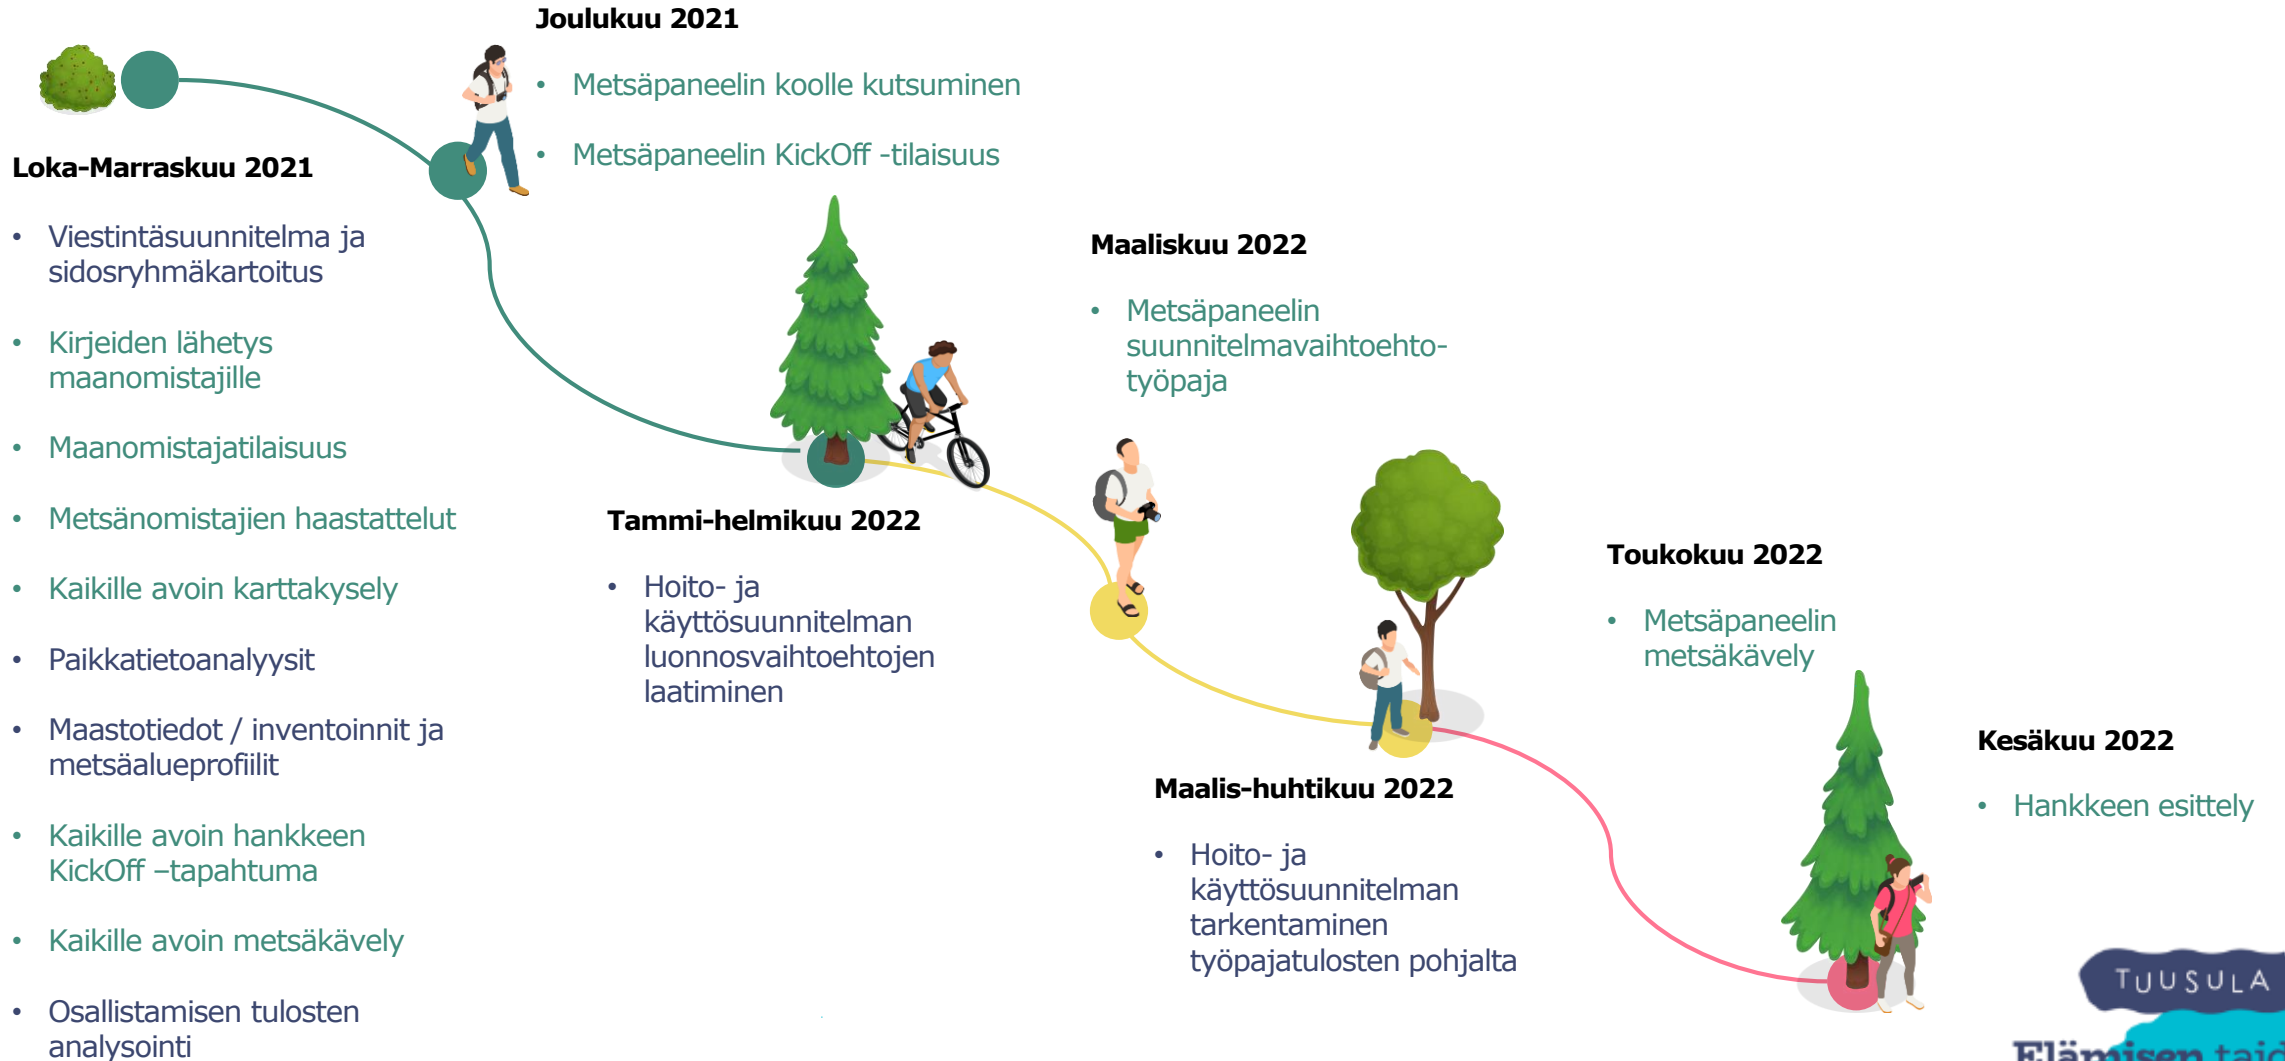 Loka-Marraskuu 2021
• Viestintäsuunnitelma ja
sidosryhmäkartoitus
• Kirjeiden lähetys
maanomistajille
• Maanomistajatilaisuus
• Metsänomistajien haastattelut
• Kaikille avoin karttakysely
• Paikkatietoanalyysit
• Maastotiedot / inventoinnit ja
metsäalueprofiilit
• Kaikille avoin hankkeen
KickOff –tapahtuma
• Kaikille avoin metsäkävely
• Osallistamisen tulosten
analysointi
Joulukuu 2021
• Metsäpaneelin koolle kutsuminen
• Metsäpaneelin KickOff -tilaisuus
Tammi-helmikuu 2022
• Hoito- ja
käyttösuunnitelman
luonnosvaihtoehtojen
laatiminen
Maaliskuu 2022
• Metsäpaneelin
suunnitelmavaihtoehto-
työpaja
Maalis-huhtikuu 2022
• Hoito- ja
käyttösuunnitelman
tarkentaminen
työpajatulosten pohjalta
Toukokuu 2022
• Metsäpaneelin
metsäkävely
Kesäkuu 2022
• Hankkeen esittely
TUUSULA
Elämisen